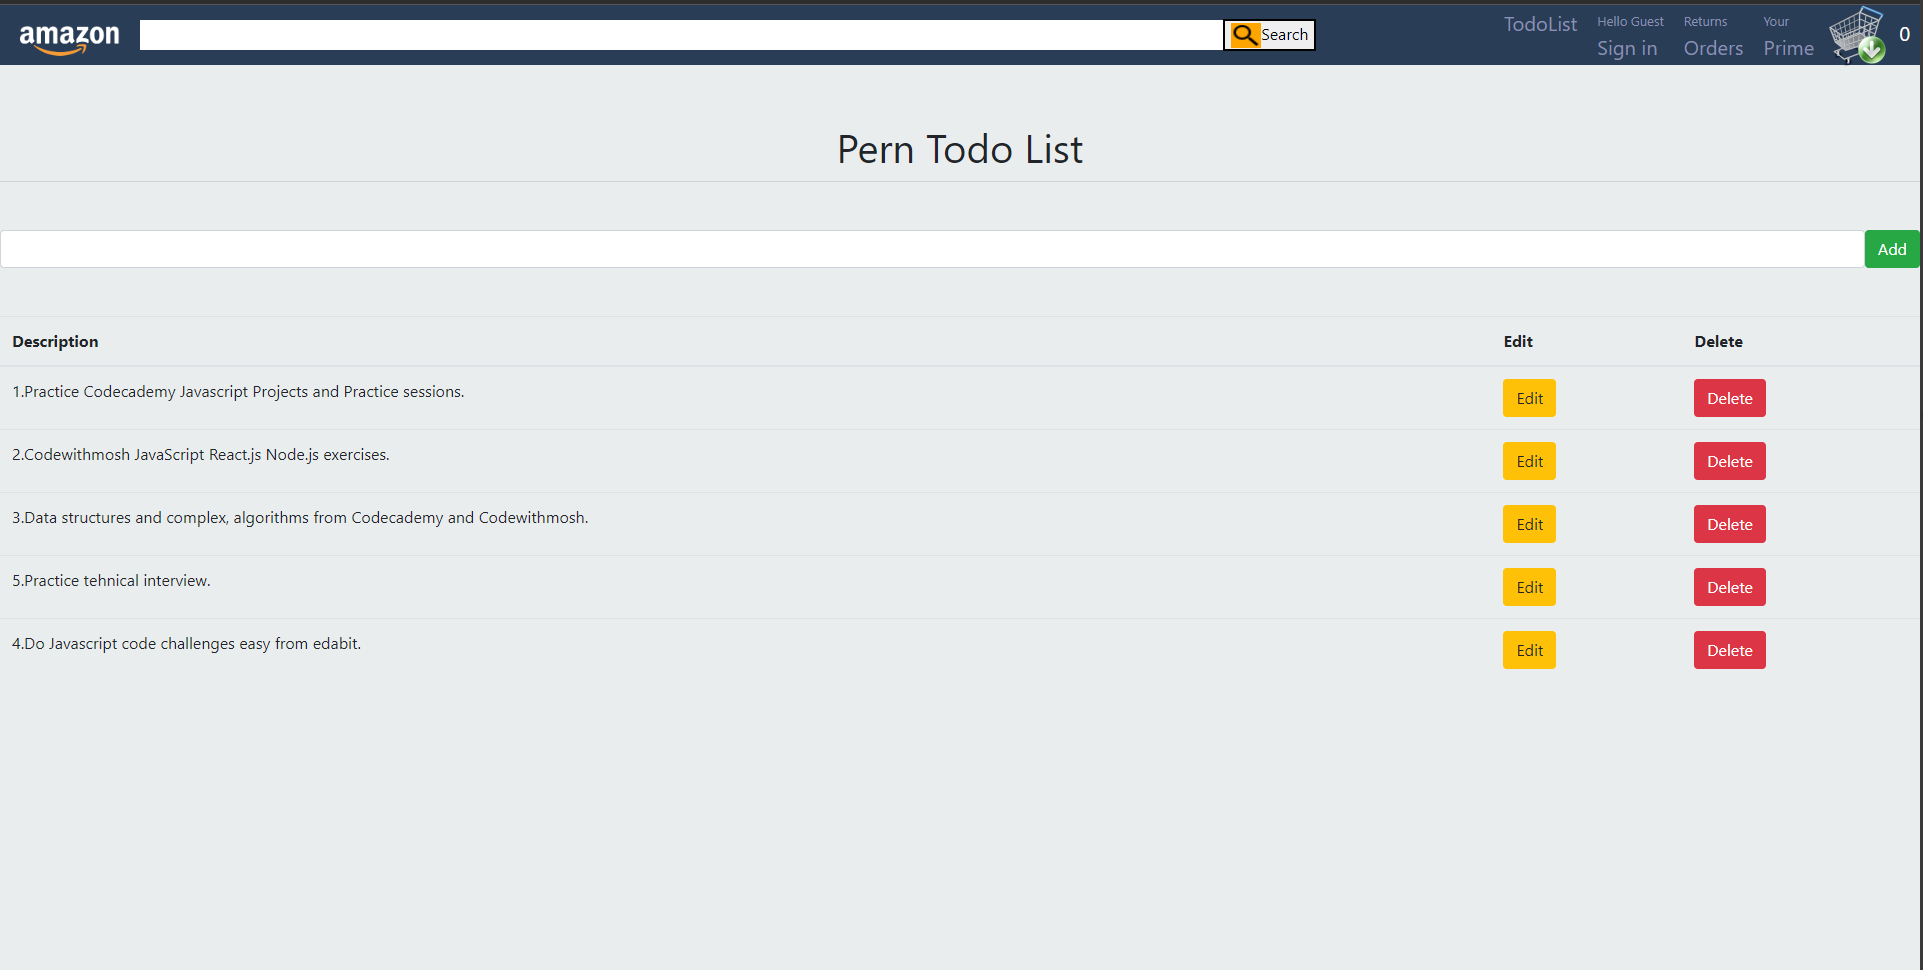 amazon
Search
TodoList
Hello Guest
Sign in
Returns
Orders
Your
Prime
0
Pern Todo List
Add
Description Edit Delete
1.Practice Codecademy Javascript Projects and Practice sessions. Edit Delete
2.Codewithmosh JavaScript React.js Node.js exercises. Edit Delete
3.Data structures and complex, algorithms from Codecademy and Codewithmosh. Edit Delete
5.Practice tehnical interview. Edit Delete
4.Do Javascript code challenges easy from edabit. Edit Delete